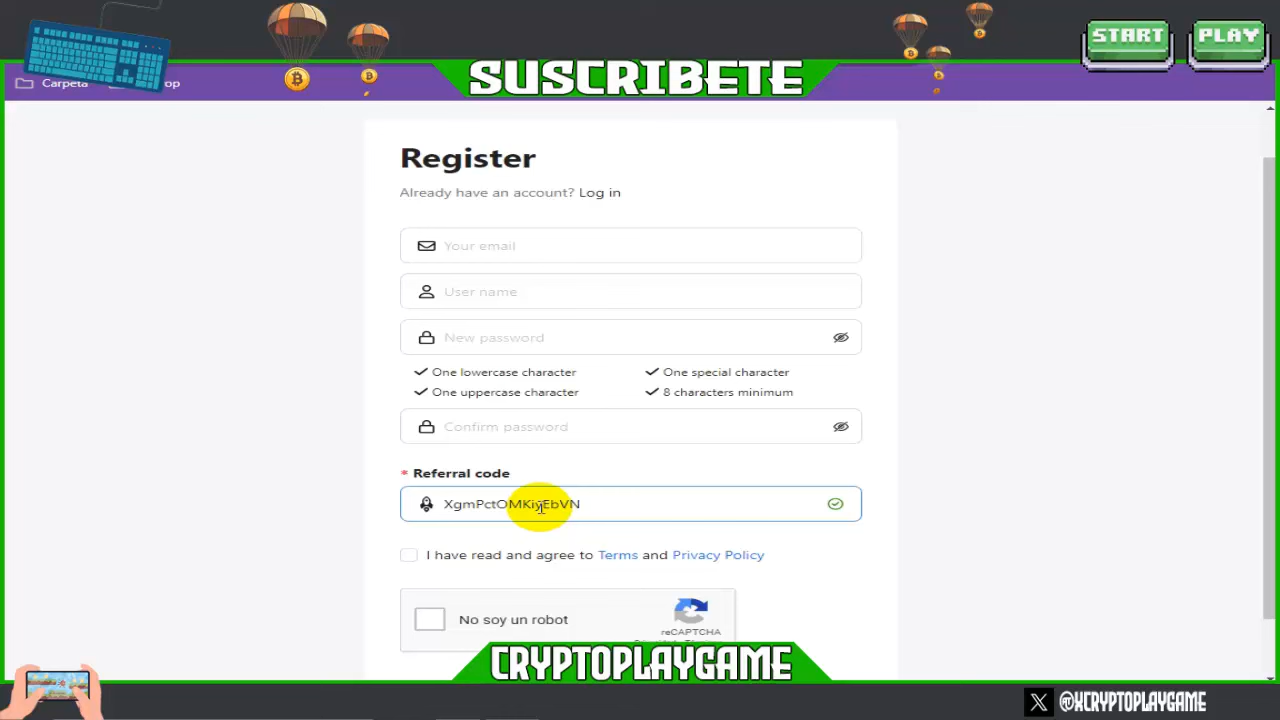 START PLAY
SUSCRIBETE
Carpeta
op
Register
Already have an account? Log in
Your email
User name
New password
One lowercase character One special character
One uppercase character 8 characters minimum
Confirm password
* Referral code
XgmPctOMKiyEbVN
I have read and agree to Terms and Privacy Policy
No soy un robot
reCAPTCHA
CRYPTOPLAYGAME
X @XCRYPTOPLAYGAME